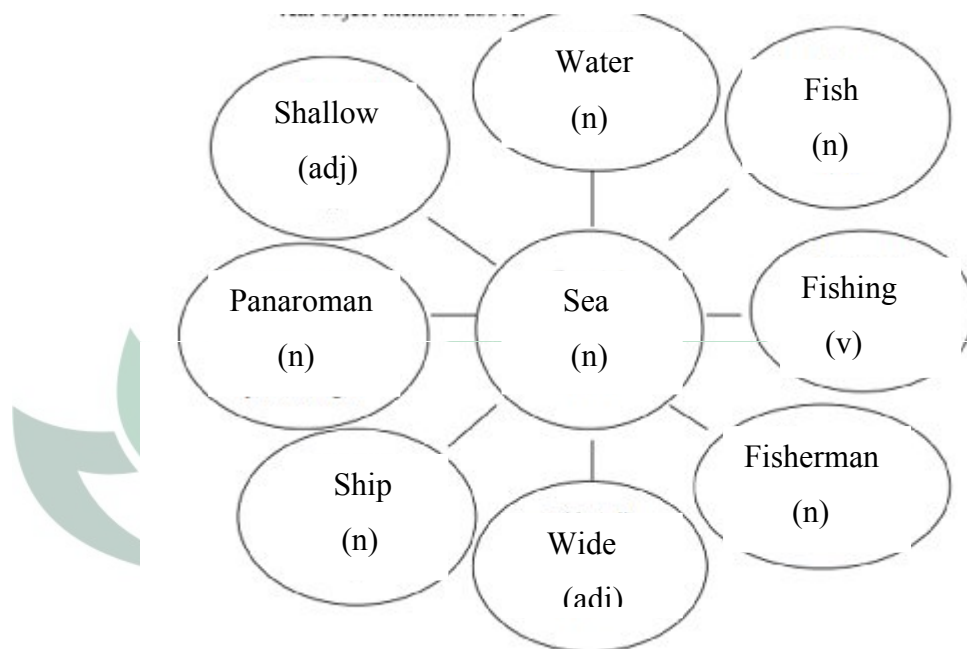 Water
(n)
Fish
(n)
Shallow
(adj)
Panaroman
(n)
Sea
(n)
Fishing
(v)
Ship
(n)
Wide
(adj)
Fisherman
(n)